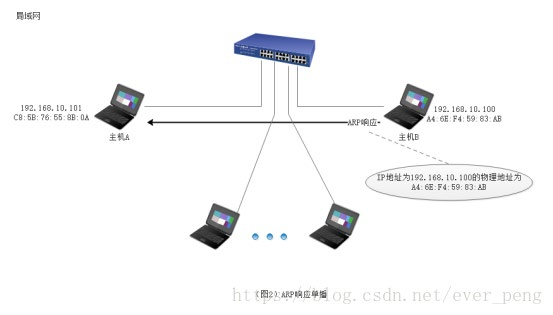 局域网
192.168.10.101
C8:5B:76:55:8B:0A
主机A
192.168.10.100
A4:6E:F4:59:83:AB
主机B
ARP响应
IP地址为192.168.10.100的物理地址为
A4:6E:F4:59:83:AB
（图2）ARP响应单播
https://blog.csdn.net/ever_peng